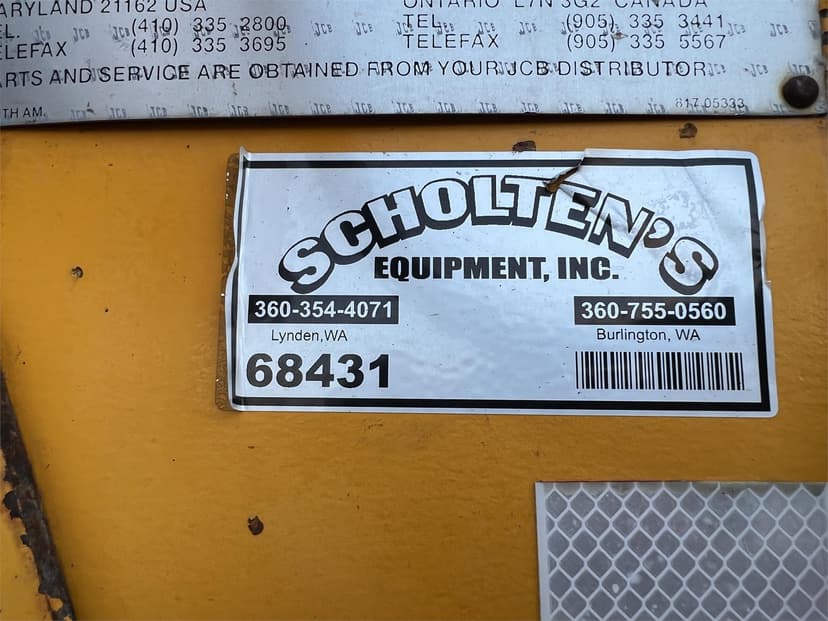 ARYLAND 21162 USA
ONTARIO L7N 3G2 CANADA
EL. (410) 335 2800
TEL. (905) 335 3441
ELEFAX (410) 335 3695
TELEFAX (905) 335 5567
ARTS AND SERVICE ARE OBTAINED FROM YOUR JCB DISTRIBUTOR
TH AM.
817 05333
SCHOLTEN'S
EQUIPMENT, INC.
360-354-4071
360-755-0560
Lynden, WA
Burlington, WA
68431